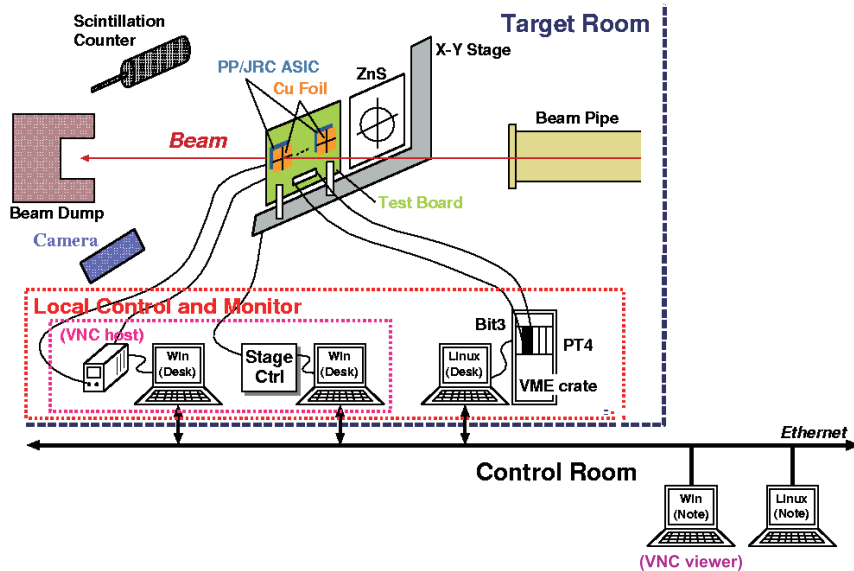 Scintillation
Counter
Target Room
X-Y Stage
PP/JRC ASIC
ZnS
Cu Foil
Beam Pipe
Beam
Test Board
Beam Dump
Camera
Local Control and Monitor
(VNC host)
Bit3
PT4
Win
(Desk)
Stage
Ctrl
Win
(Desk)
Linux
(Desk)
VME crate
Ethernet
Control Room
Win
(Note)
Linux
(Note)
(VNC viewer)